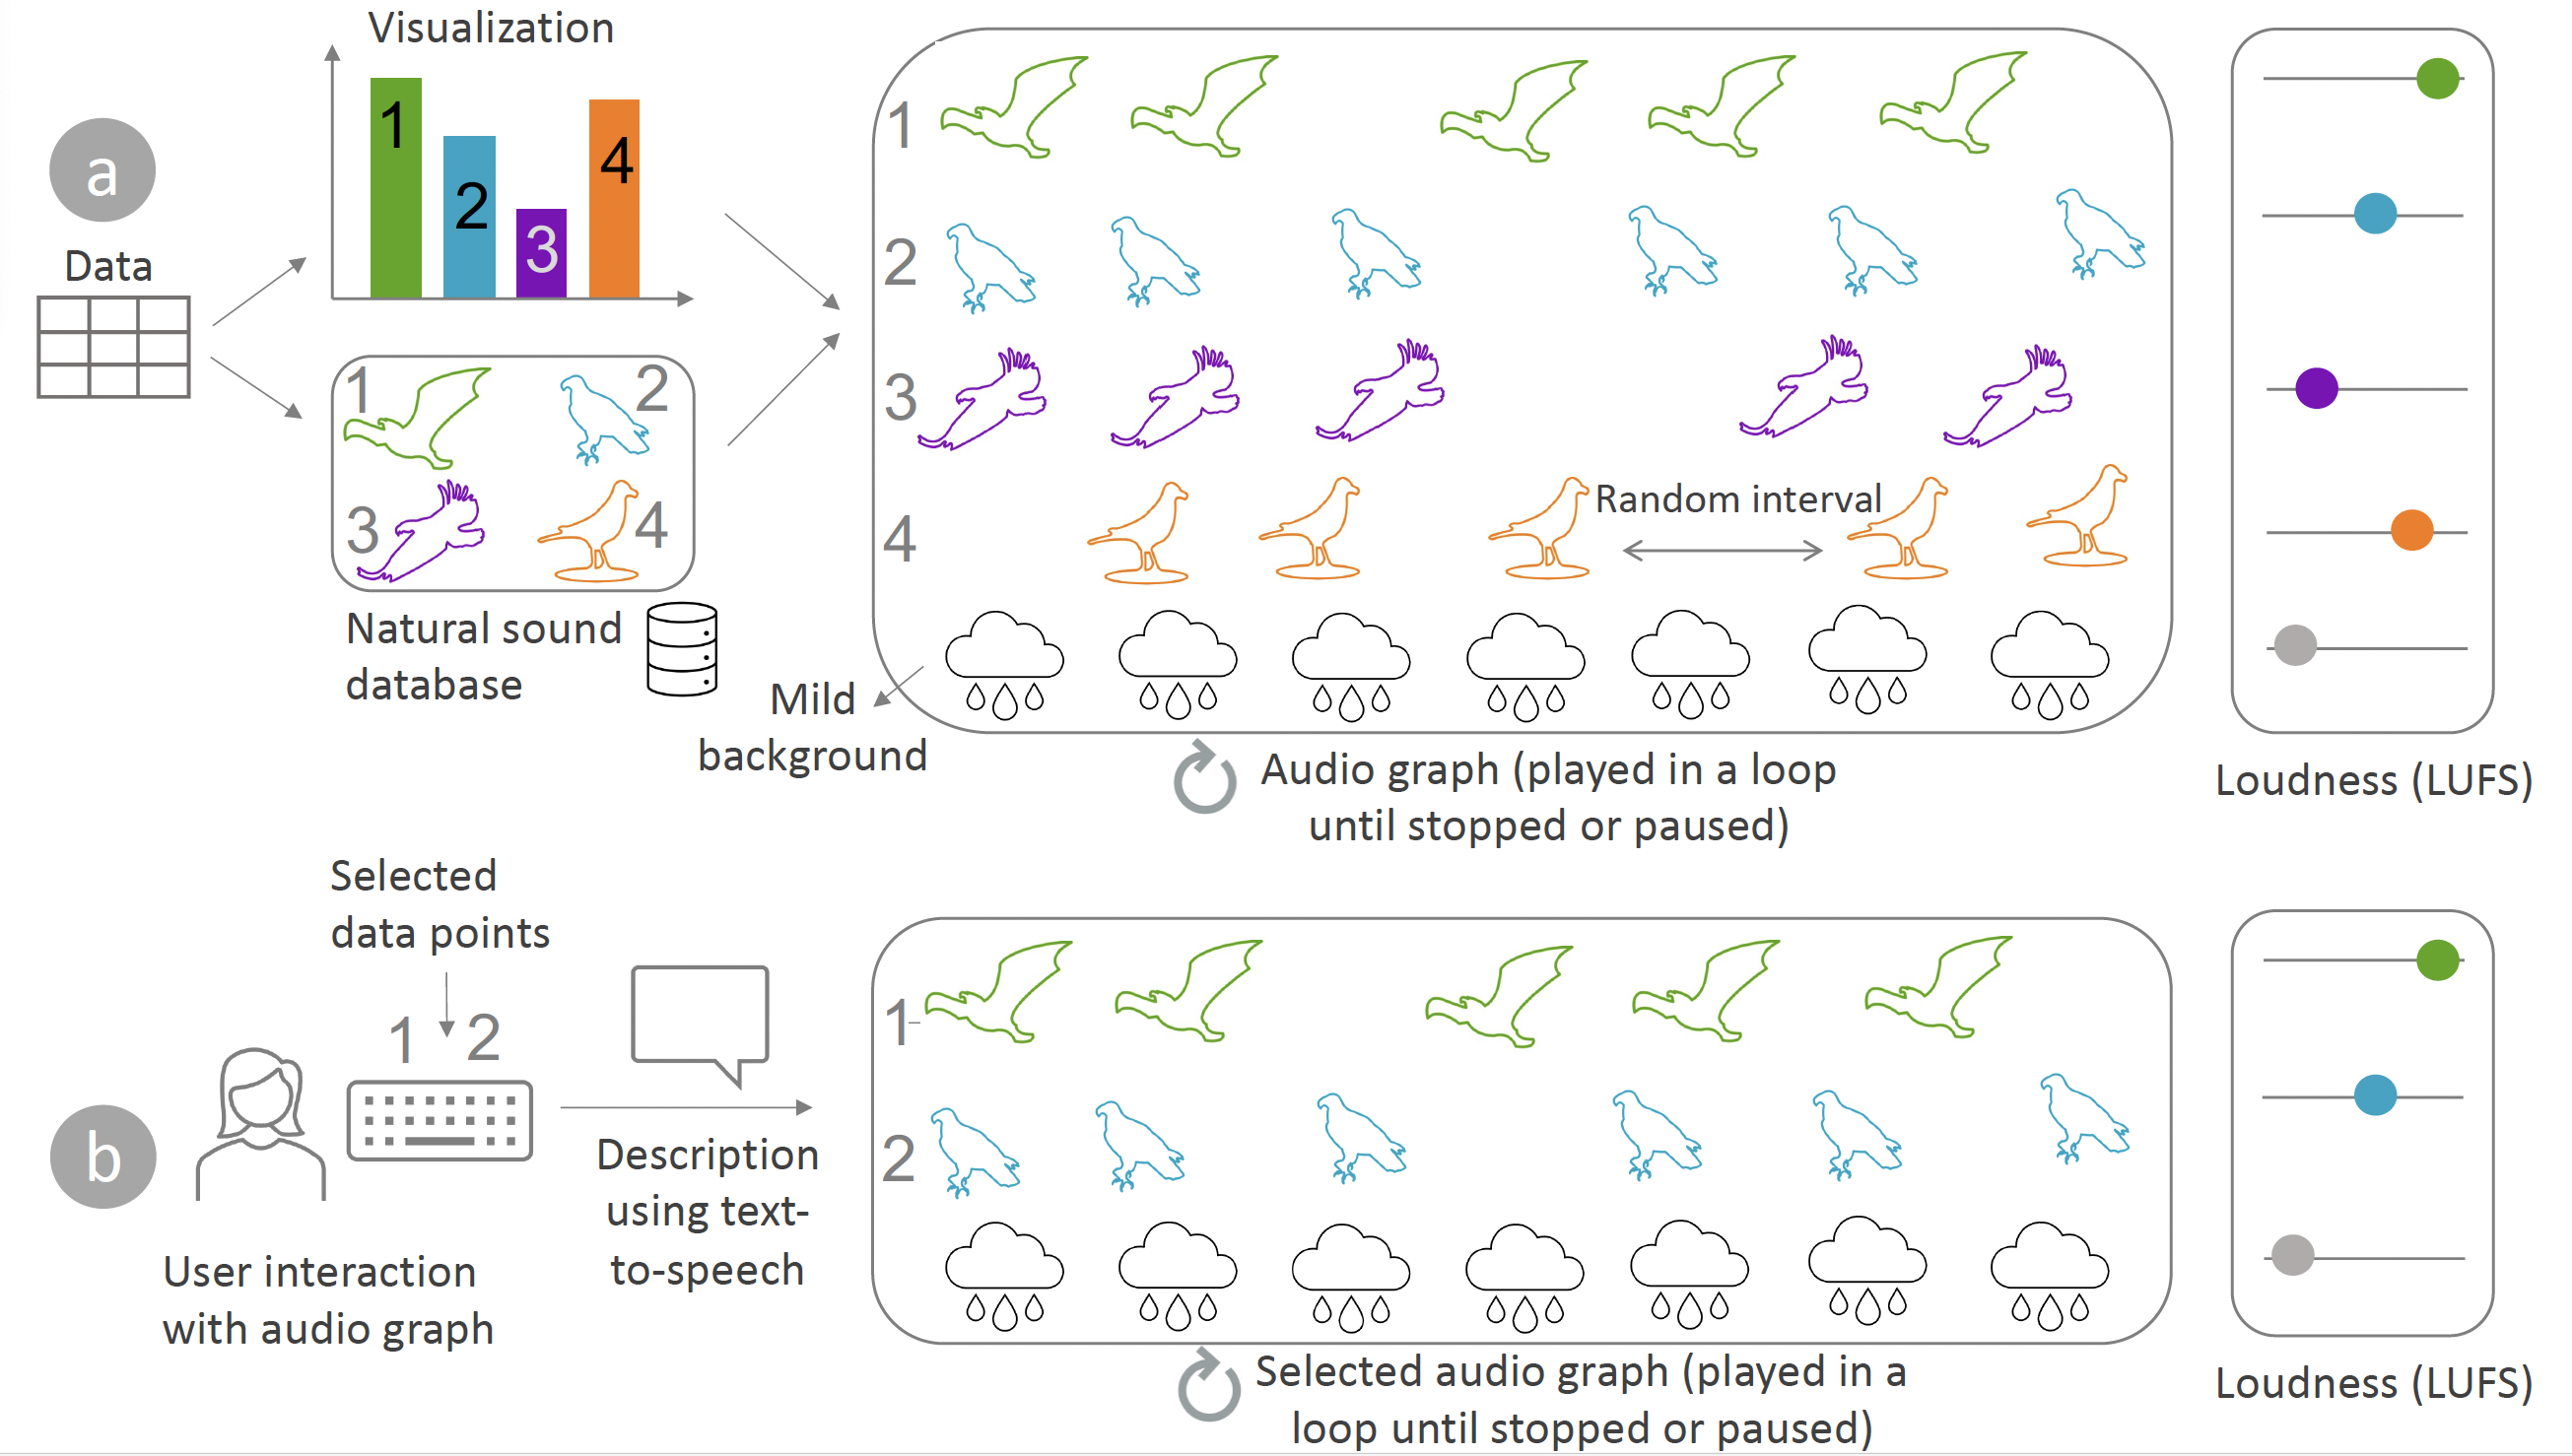 a
Data
Visualization
1
2
3
4
1
2
3
4
Natural sound
database
1
2
3
4
Random interval
Mild
background
Audio graph (played in a loop
until stopped or paused)
Loudness (LUFS)
b
Selected
data points
1 2
User interaction
with audio graph
Description
using text-
to-speech
1
2
Selected audio graph (played in a
loop until stopped or paused)
Loudness (LUFS)